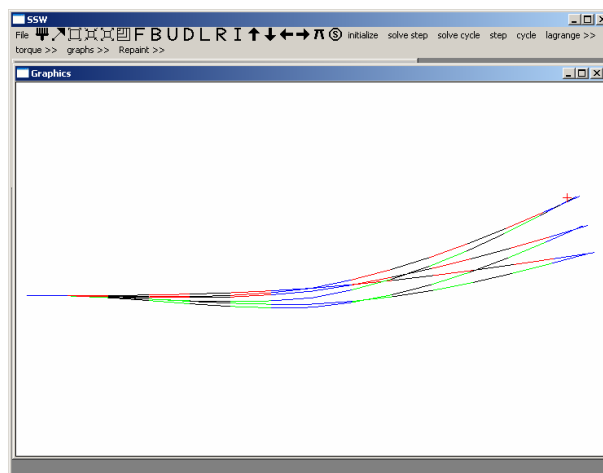 SSW
File F B U D L R I π S initialize solve step solve cycle step cycle lagrange >>
torque >> graphs >> Repaint >>
Graphics